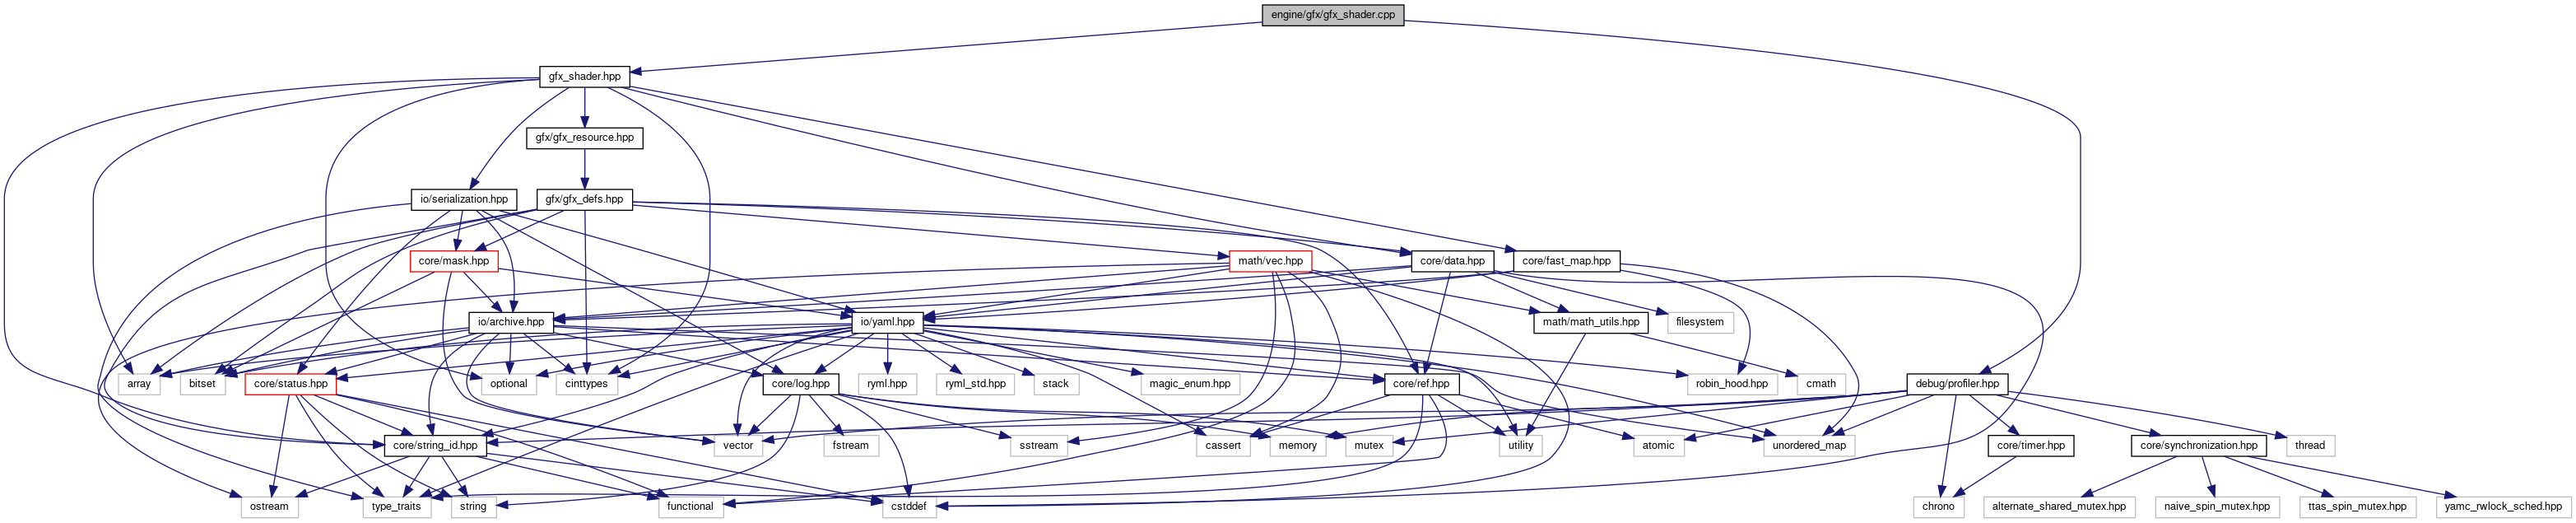 engine/gfx/gfx_shader.cpp
gfx_shader.hpp
gfx/gfx_resource.hpp
io/serialization.hpp
gfx/gfx_defs.hpp
core/mask.hpp
math/vec.hpp
core/data.hpp
core/fast_map.hpp
io/archive.hpp
io/yaml.hpp
math/math_utils.hpp
filesystem
array
bitset
core/status.hpp
optional
cinttypes
core/log.hpp
ryml.hpp
ryml_std.hpp
stack
magic_enum.hpp
core/ref.hpp
robin_hood.hpp
cmath
debug/profiler.hpp
core/string_id.hpp
vector
fstream
sstream
cassert
memory
mutex
utility
atomic
unordered_map
core/timer.hpp
core/synchronization.hpp
thread
ostream
type_traits
string
functional
cstddef
chrono
alternate_shared_mutex.hpp
naive_spin_mutex.hpp
ttas_spin_mutex.hpp
yamc_rwlock_sched.hpp